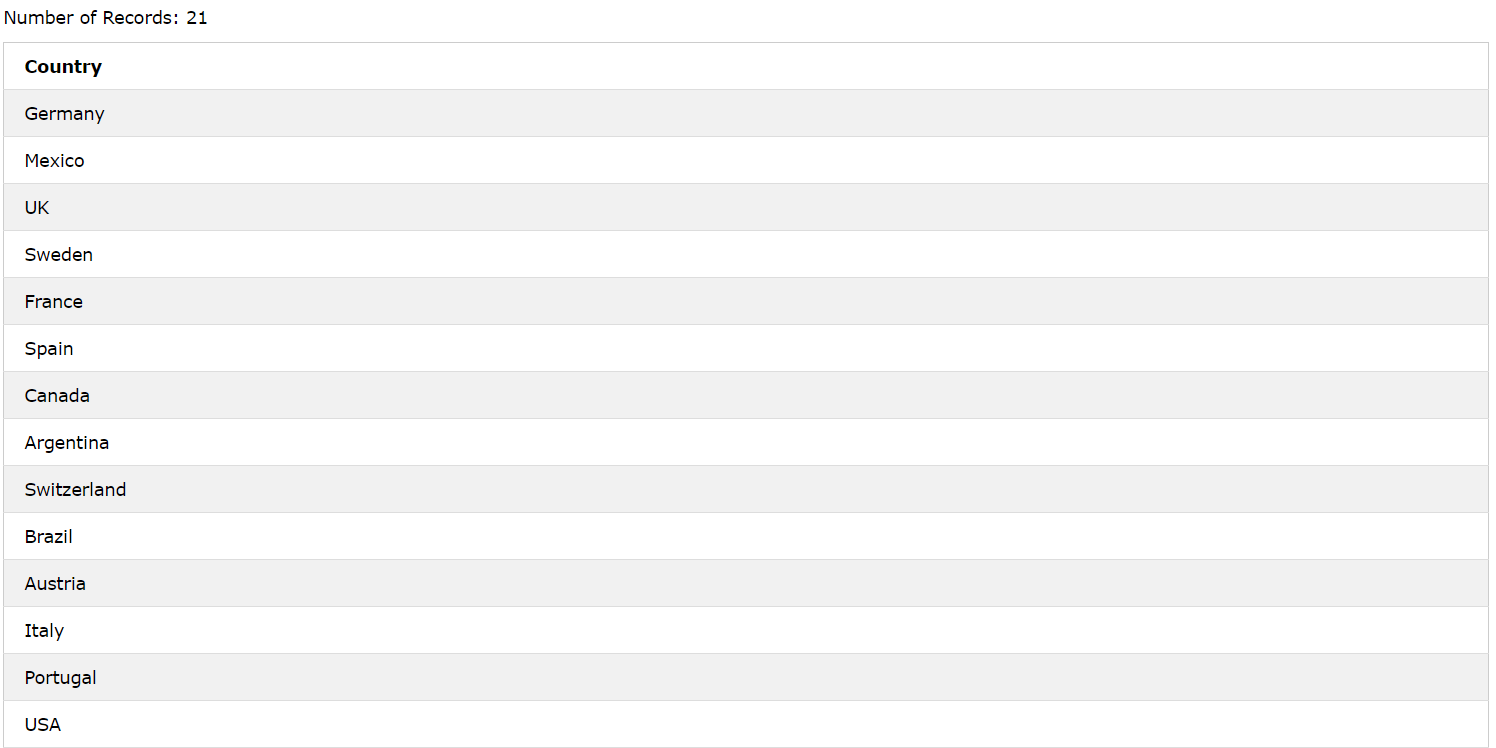 Number of Records: 21
Country
Germany
Mexico
UK
Sweden
France
Spain
Canada
Argentina
Switzerland
Brazil
Austria
Italy
Portugal
USA